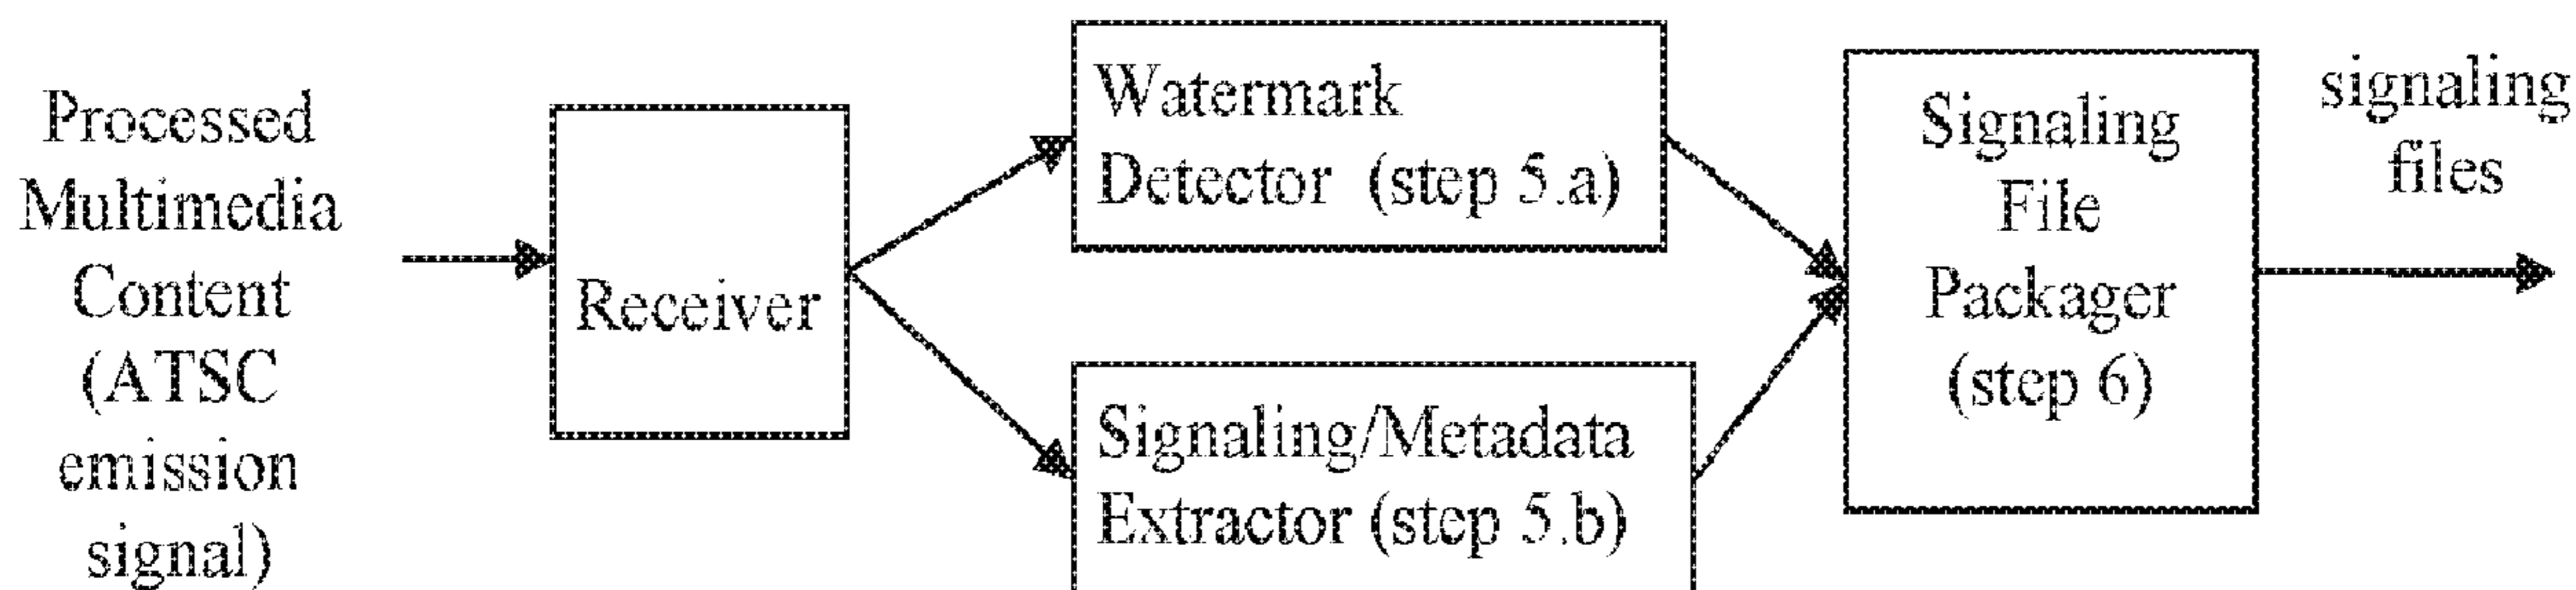 Processed
Multimedia
Content
(ATSC
emission
signal)
Receiver
Watermark
Detector (step 5.a)
Signaling/Metadata
Extractor (step 5.b)
Signaling
File
Packager
(step 6)
signaling
files